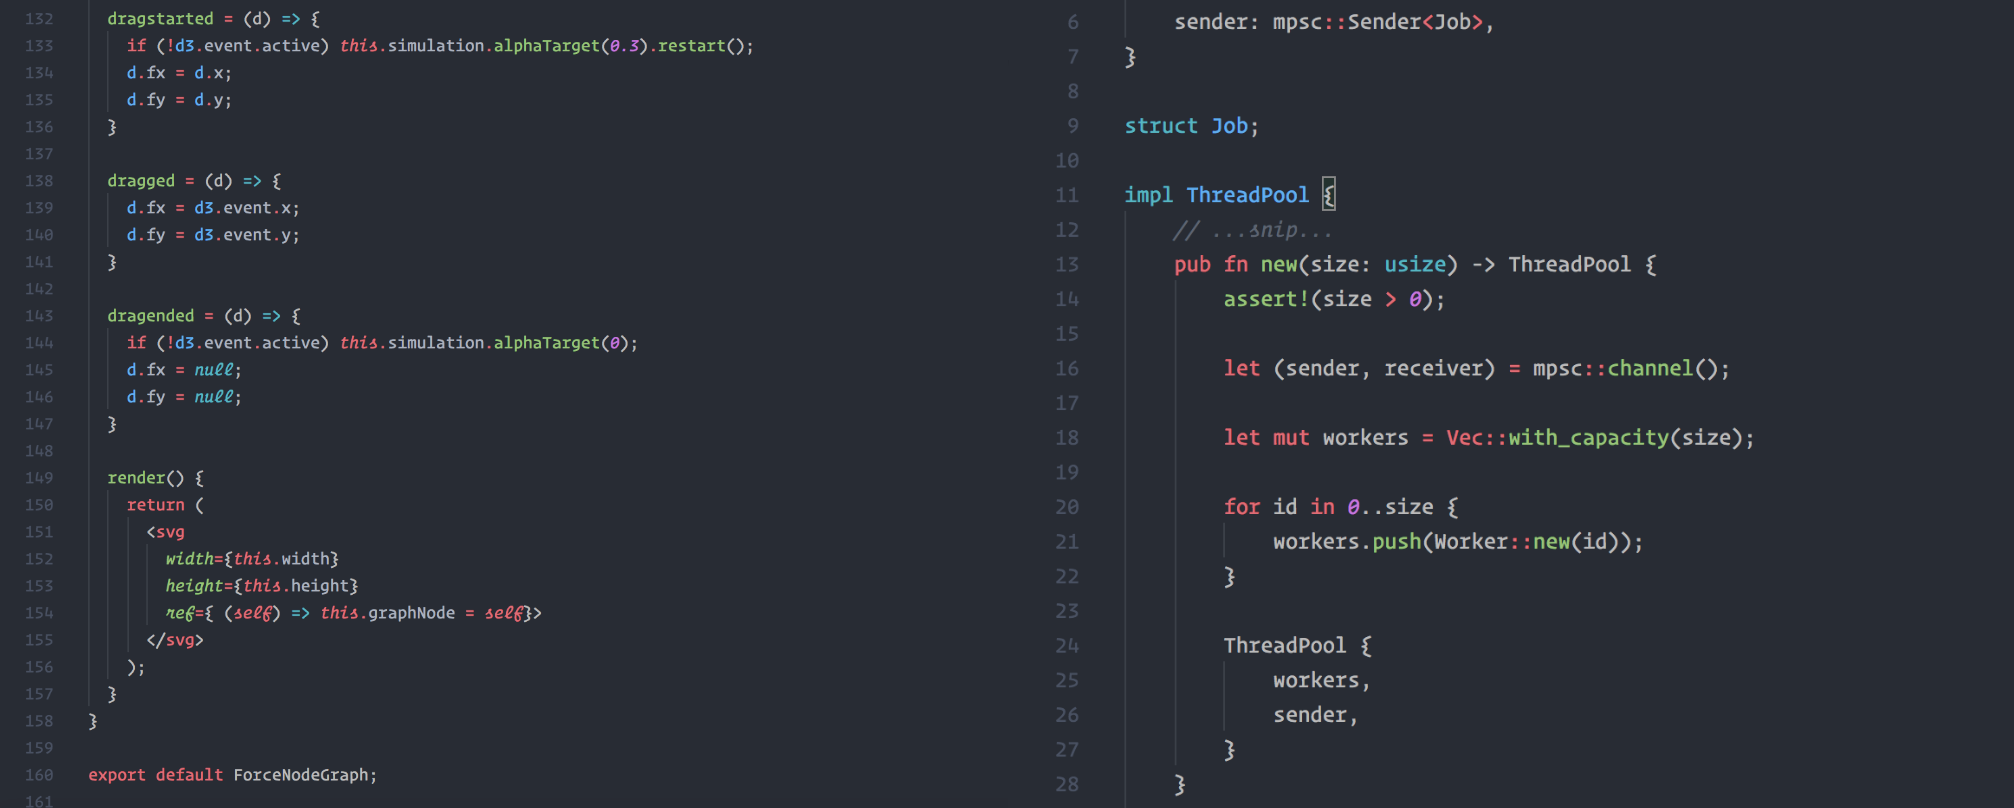 132 dragstarted = (d) => {
133 if (!d3.event.active) this.simulation.alphaTarget(0.3).restart();
134 d.fx = d.x;
135 d.fy = d.y;
136 }
137
138 dragged = (d) => {
139 d.fx = d3.event.x;
140 d.fy = d3.event.y;
141 }
142
143 dragended = (d) => {
144 if (!d3.event.active) this.simulation.alphaTarget(0);
145 d.fx = null;
146 d.fy = null;
147 }
148
149 render() {
150 return (
151 <svg
152 width={this.width}
153 height={this.height}
154 ref={ (self) => this.graphNode = self}>
155 </svg>
156 );
157 }
158 }
159
160 export default ForceNodeGraph;
161
6 sender: mpsc::Sender<Job>,
7 }
8
9 struct Job;
10
11 impl ThreadPool {
12 // ...snip...
13 pub fn new(size: usize) -> ThreadPool {
14 assert!(size > 0);
15
16 let (sender, receiver) = mpsc::channel();
17
18 let mut workers = Vec::with_capacity(size);
19
20 for id in 0..size {
21 workers.push(Worker::new(id));
22 }
23
24 ThreadPool {
25 workers,
26 sender,
27 }
28 }